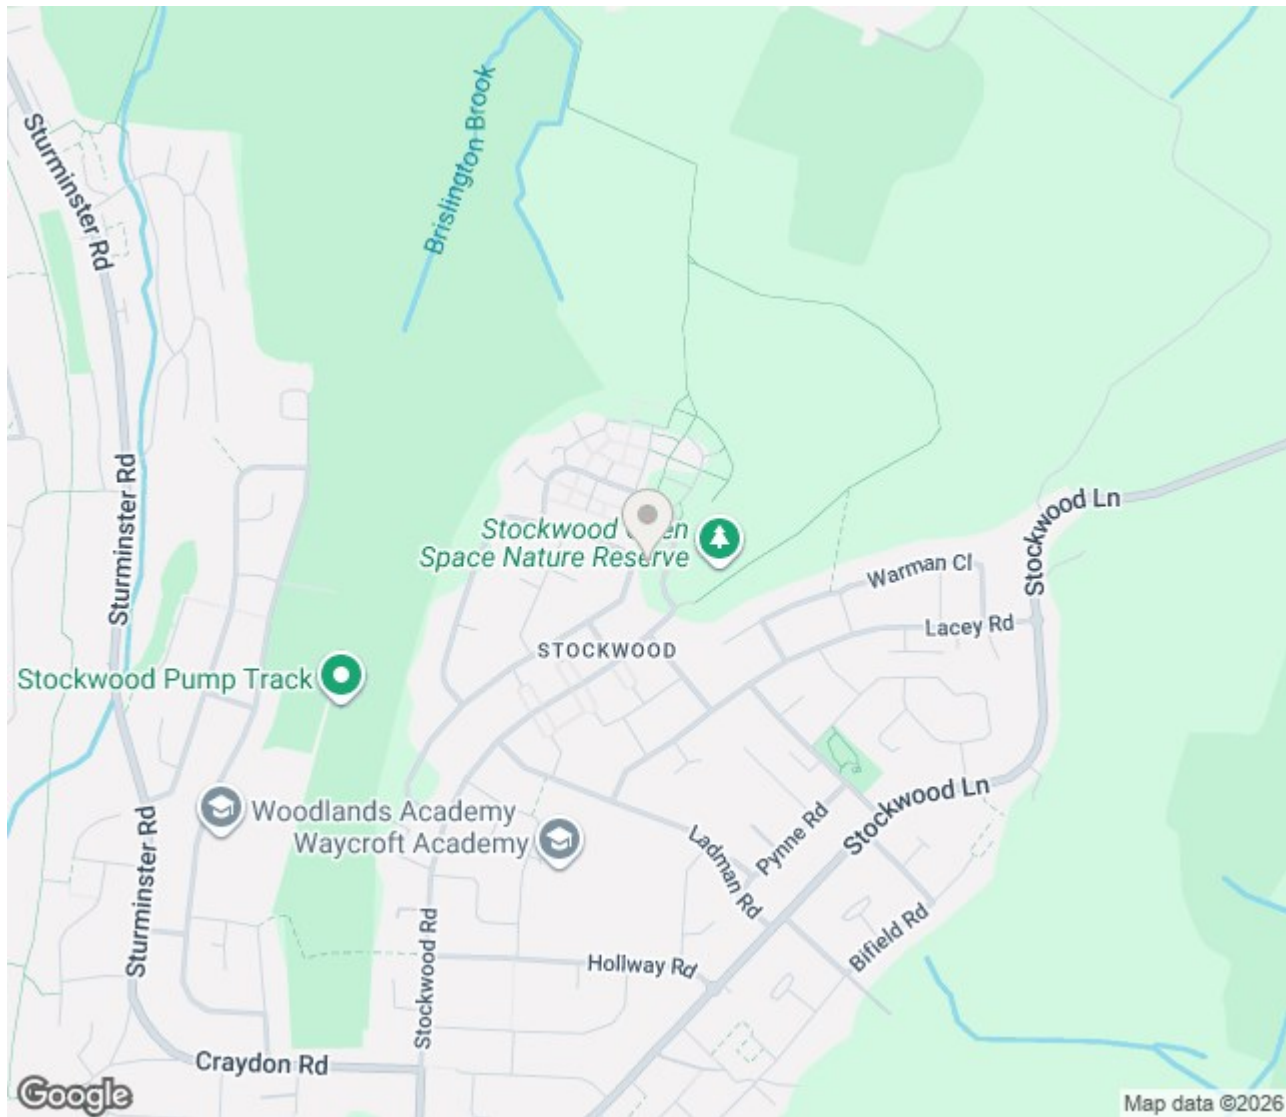 Sturminster Rd
Brislington Brook
Sturminster Rd
Stockwood
Space Nature Reserve
Stockwood Ln
Warman Cl
Lacey Rd
STOCKWOOD
Stockwood Pump Track
Woodlands Academy
Waycroft Academy
Stockwood Ln
Pynne Rd
Ladman Rd
Sturminster Rd
Stockwood Rd
Bifield Rd
Hollway Rd
Craydon Rd
Google
Map data ©2026